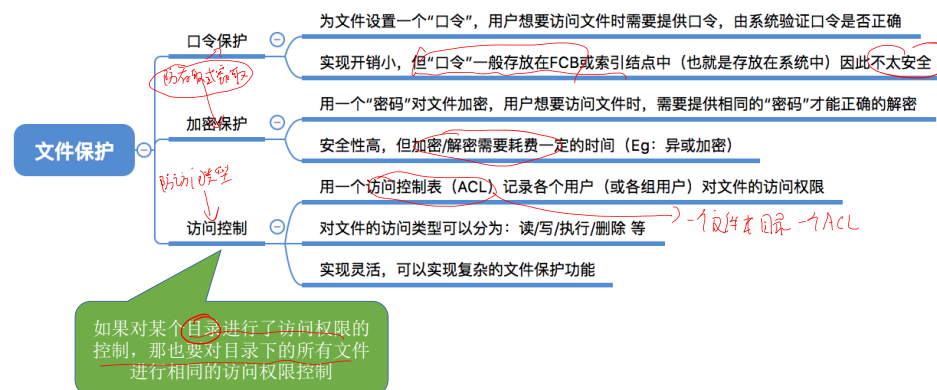 文件保护
口令保护
为文件设置一个“口令”，用户想要访问文件时需要提供口令，由系统验证口令是否正确
实现开销小，但“口令”一般存放在FCB或索引结点中（也就是存放在系统中）因此不太安全
加密保护
用一个“密码”对文件加密，用户想要访问文件时，需要提供相同的“密码”才能正确的解密
安全性高，但加密/解密需要耗费一定的时间（Eg：异或加密）
访问控制
用一个访问控制表（ACL）记录各个用户（或各组用户）对文件的访问权限
一个文件 目录 一个ACL
对文件的访问类型可以分为：读/写/执行/删除 等
实现灵活，可以实现复杂的文件保护功能
如果对某个目录进行了访问权限的
控制，那也要对目录下的所有文件
进行相同的访问权限控制